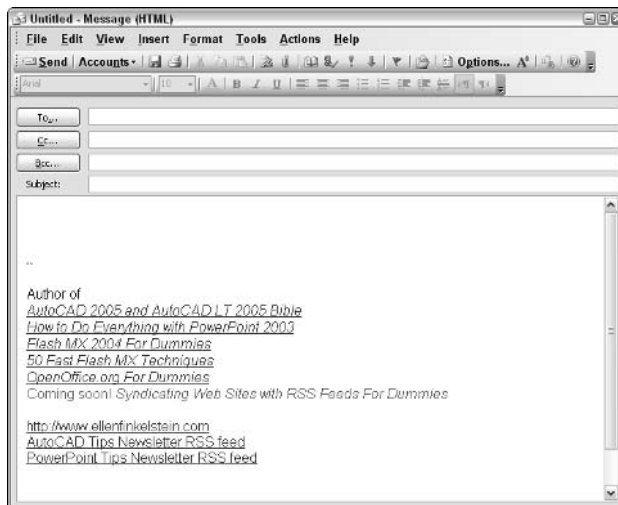 Untitled - Message (HTML)
File Edit View Insert Format Tools Actions Help
Send Accounts Options...
Arial 10 A B I U
To...
Cc...
Bcc...
Subject:
--
Author of
AutoCAD 2005 and AutoCAD LT 2005 Bible
How to Do Everything with PowerPoint 2003
Flash MX 2004 For Dummies
50 Fast Flash MX Techniques
OpenOffice.org For Dummies
Coming soon! Syndicating Web Sites with RSS Feeds For Dummies
http://www.ellenfinkelstein.com
AutoCAD Tips Newsletter RSS feed
PowerPoint Tips Newsletter RSS feed